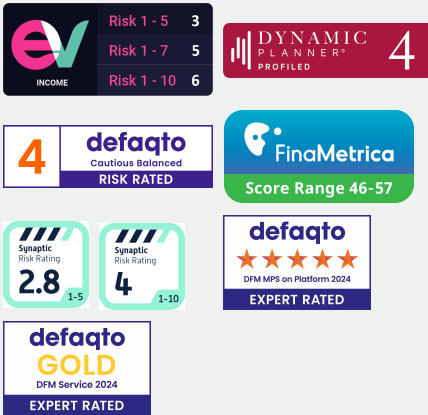 ev
INCOME
Risk 1 - 5 3
Risk 1 - 7 5
Risk 1 - 10 6
DYNAMIC
PLANNER®
PROFILED
4
4
defaqto
Cautious Balanced
RISK RATED
FinaMetrica
Score Range 46-57
Synaptic
Risk Rating
2.8
1-5
Synaptic
Risk Rating
4
1-10
defaqto
DFM MPS on Platform 2024
EXPERT RATED
defaqto
GOLD
DFM Service 2024
EXPERT RATED